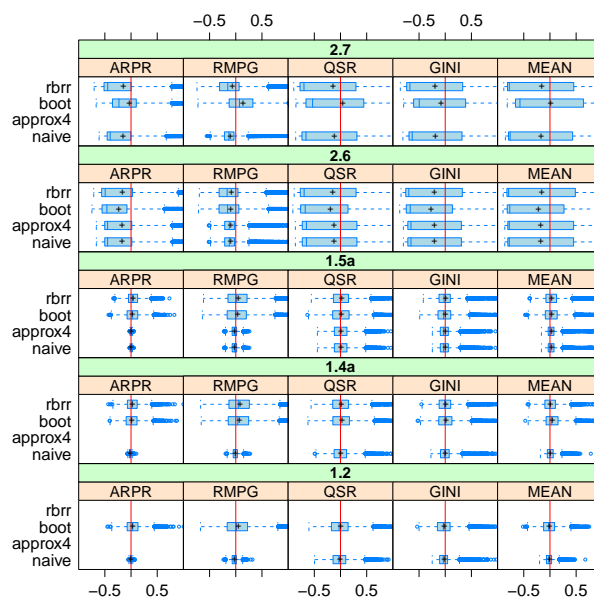 −0.5 0.5 −0.5 0.5
2.7
ARPR RMPG QSR GINI MEAN
rbrr
boot
approx4
naive
2.6
ARPR RMPG QSR GINI MEAN
rbrr
boot
approx4
naive
1.5a
ARPR RMPG QSR GINI MEAN
rbrr
boot
approx4
naive
1.4a
ARPR RMPG QSR GINI MEAN
rbrr
boot
approx4
naive
1.2
ARPR RMPG QSR GINI MEAN
rbrr
boot
approx4
naive
−0.5 0.5 −0.5 0.5 −0.5 0.5